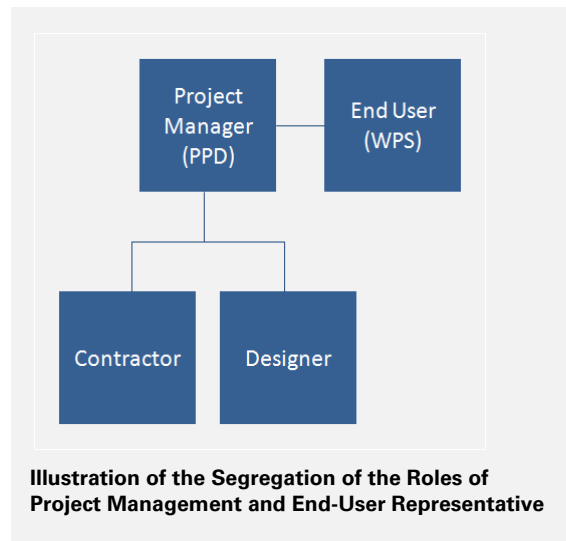 Project
Manager
(PPD)
End User
(WPS)
Contractor
Designer
Illustration of the Segregation of the Roles of
Project Management and End-User Representative